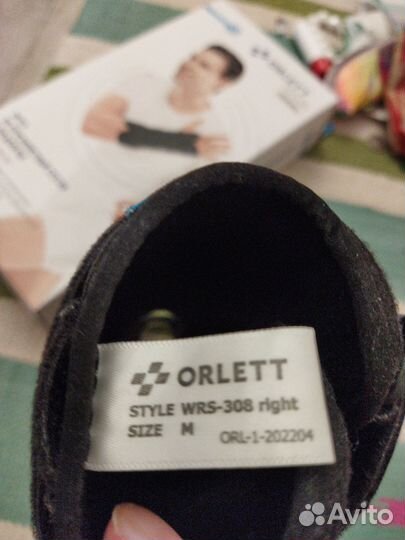 ORLETT
ORLETT
STYLE WRS-308 right
SIZE M
ORL-1-202204
Avito